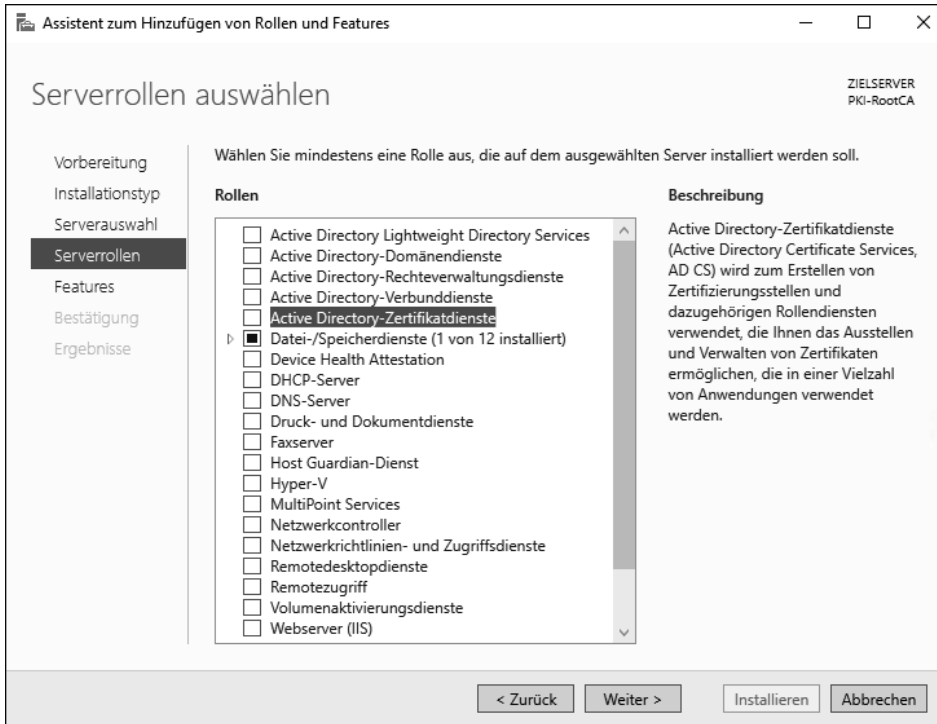 Assistent zum Hinzufügen von Rollen und Features
Serverrollen auswählen
ZIELSERVER
PKI-RootCA
Vorbereitung
Installationstyp
Serverauswahl
Serverrollen
Features
Bestätigung
Ergebnisse
Wählen Sie mindestens eine Rolle aus, die auf dem ausgewählten Server installiert werden soll.
Rollen
Active Directory Lightweight Directory Services
Active Directory-Domänendienste
Active Directory-Rechteverwaltungsdienste
Active Directory-Verbunddienste
Active Directory-Zertifikatdienste
Datei-/Speicherdienste (1 von 12 installiert)
Device Health Attestation
DHCP-Server
DNS-Server
Druck- und Dokumentdienste
Faxserver
Host Guardian-Dienst
Hyper-V
MultiPoint Services
Netzwerkcontroller
Netzwerkrichtlinien- und Zugriffsdienste
Remotedesktopdienste
Remotezugriff
Volumenaktivierungsdienste
Webserver (IIS)
Beschreibung
Active Directory-Zertifikatdienste
(Active Directory Certificate Services,
AD CS) wird zum Erstellen von
Zertifizierungsstellen und
dazugehörigen Rollendiensten
verwendet, die Ihnen das Ausstellen
und Verwalten von Zertifikaten
ermöglichen, die in einer Vielzahl
von Anwendungen verwendet
werden.
< Zurück
Weiter >
Installieren
Abbrechen